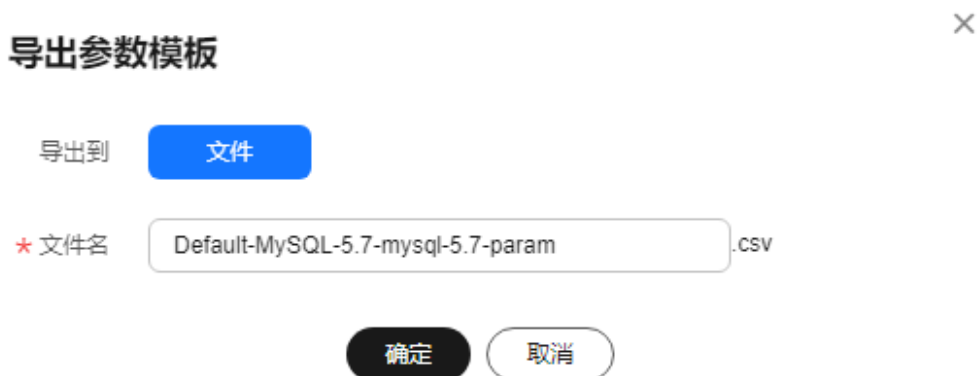 导出参数模板
导出到 文件
* 文件名 Default-MySQL-5.7-mysql-5.7-param .csv
确定 取消